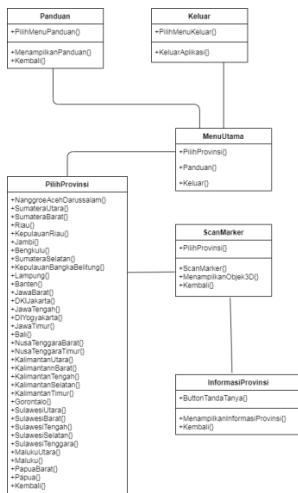 Panduan
+PilihMenuPanduan()
+MenampilkanPanduan()
+Kembali()
Keluar
+PilihMenuKeluar()
+KeluarAplikasi()
MenuUtama
+PilihProvinsi()
+Panduan()
+Keluar()
PilihProvinsi
+NanggroeAcehDarussalam()
+SumateraUtara()
+SumateraBarat()
+Riau()
+KepulauanRiau()
+Jambi()
+Bengkulu()
+SumateraSelatan()
+KepulauanBangkaBelitung()
+Lampung()
+Banten()
+JawaBarat()
+DKIJakarta()
+JawaTengah()
+DIYogyakarta()
+JawaTimur()
+Bali()
+NusaTenggaraBarat()
+NusaTenggaraTimur()
+KalimantanUtara()
+KalimantannBarat()
+KalimantanTengah()
+KalimantanSelatan()
+KalimantanTimur()
+Gorontalo()
+SulawesiUtara()
+SulawesiBarat()
+SulawesiTengah()
+SulawesiSelatan()
+SulawesiTenggara()
+MalukuUtara()
+Maluku()
+PapuaBarat()
+Papua()
+Kembali()
ScanMarker
+PilihProvinsi()
+ScanMarker()
+MenampilkanObjek3D()
+Kembali()
InformasiProvinsi
+ButtonTandaTanya()
+MenampilkanInformasiProvinsi()
+Kembali()